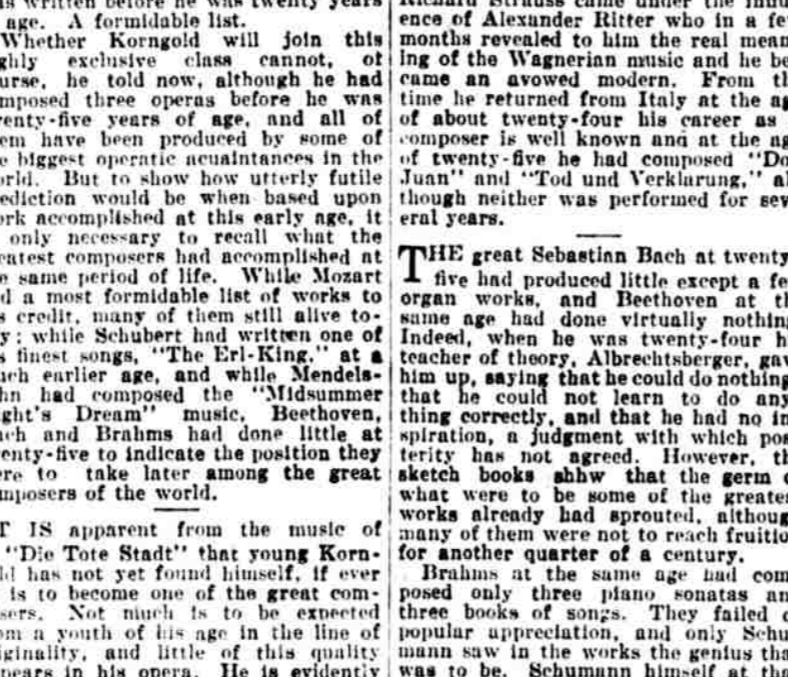 is written before he was twenty years
age. A formidable list.
Whether Korngold will join this
ghly exclusive class cannot, of
urse, he told now, although he had
mposed three operas before he was
enty-five years of age, and all of
em have been produced by some of
e biggest operatic acuaintances in the
orld. But to show how utterly futile
ediction would be when based upon
ork accomplished at this early age, it
only necessary to recall what the
eatest composers had accomplished at
e same period of life. While Mozart
d a most formidable list of works to
s credit, many of them still alive to-
y; while Schubert had written one of
s finest songs, "The Erl-King," at a
uch earlier age, and while Mendels-
hn had composed the "Midsummer
ght's Dream" music, Beethoven,
ch and Brahms had done little at
enty-five to indicate the position they
ere to take later among the great
mposers of the world.
T IS apparent from the music of
"Die Tote Stadt" that young Korn-
ld has not yet found himself, if ever
is to become one of the great com-
sers. Not much is to be expected
om a youth of his age in the line of
iginality, and little of this quality
pears in his opera. He is evidently
Richard Strauss came under the influ
ence of Alexander Ritter who in a fe
months revealed to him the real mean
ing of the Wagnerian music and he be
came an avowed modern. From th
time he returned from Italy at the ag
of about twenty-four his career as
composer is well known and at the ag
of twenty-five he had composed "Do
Juan" and "Tod und Verklarung," al
though neither was performed for sev
eral years.
THE great Sebastian Bach at twenty
five had produced little except a fe
organ works, and Beethoven at th
same age had done virtually nothing
Indeed, when he was twenty-four h
teacher of theory, Albrechtsberger, gav
him up, saying that he could do nothing
that he could not learn to do any
thing correctly, and that he had no in
spiration, a judgment with which pos
terity has not agreed. However, th
sketch books shhw that the germ o
what were to be some of the greates
works already had sprouted, althoug
many of them were not to reach fruitio
for another quarter of a century.
Brahms at the same age had com
posed only three piano sonatas an
three books of songs. They failed o
popular appreciation, and only Schu
mann saw in the works the genius tha
was to be. Schumann himself at tha